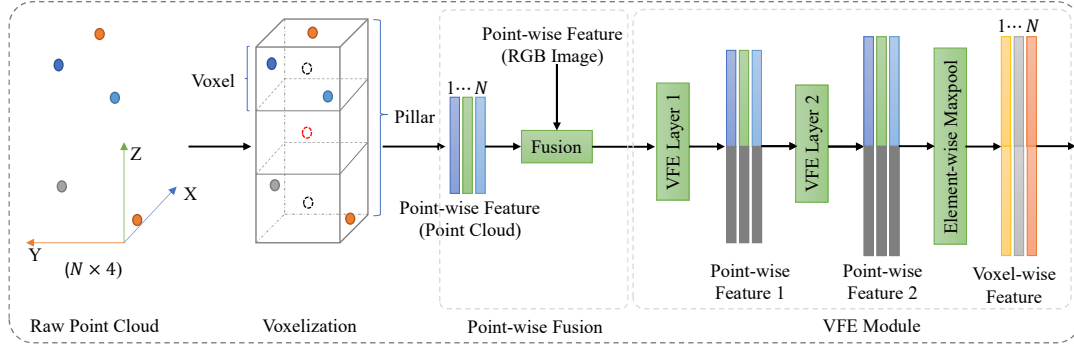 Z
X
Y
(N × 4)
Raw Point Cloud
Voxel
Pillar
Voxelization
Point-wise Feature
(RGB Image)
1⋯ N
Fusion
Point-wise Feature
(Point Cloud)
Point-wise Fusion
VFE Layer 1
Point-wise
Feature 1
VFE Layer 2
Point-wise
Feature 2
Element-wise Maxpool
1⋯ N
Voxel-wise
Feature
VFE Module